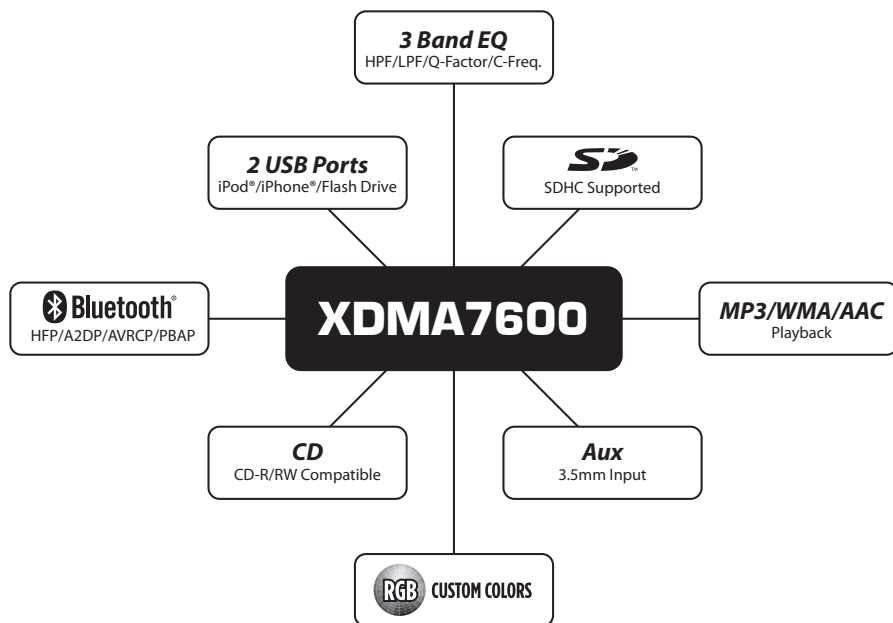 3 Band EQ
HPF/LPF/Q-Factor/C-Freq.
2 USB Ports
iPod®/iPhone®/Flash Drive
SD™
SDHC Supported
Bluetooth®
HFP/A2DP/AVRCP/PBAP
XDMA7600
MP3/WMA/AAC
Playback
CD
CD-R/RW Compatible
Aux
3.5mm Input
RGB CUSTOM COLORS